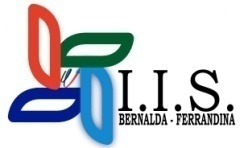 I.I.S.
BERNALDA - FERRANDINA